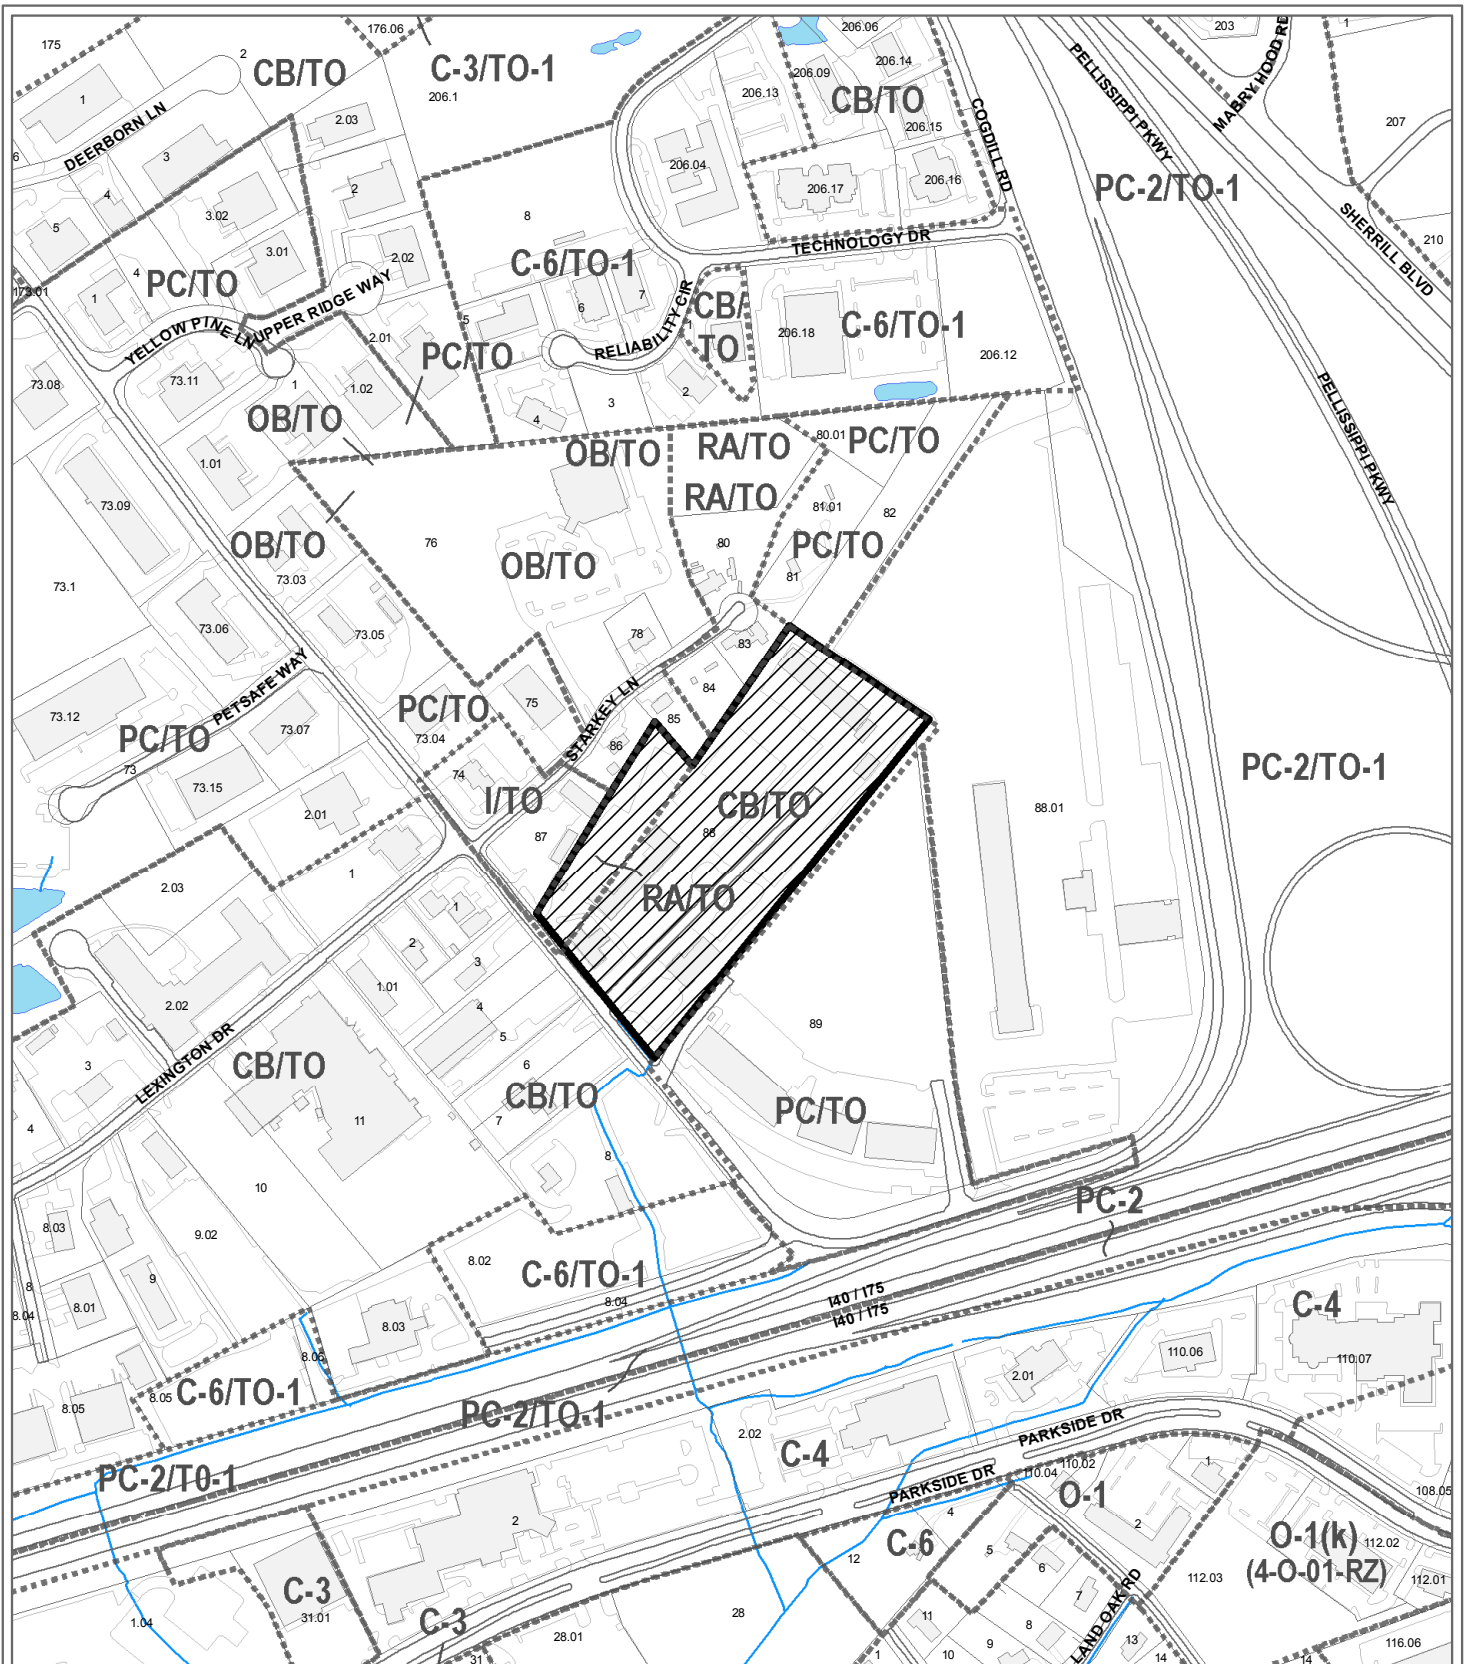 175
2
CB/TO
176.06
C-3/TO-1
206.1
206.06
206.14
206.09
206.13
CB/TO
206.15
COGDILL RD
PELLISSIPPI PKWY
203
MABRY HOOD RD
1
207
1
DEERBORN LN
6
3
2.03
206.04
206.17
206.16
PC-2/TO-1
SHERRILL BLVD
210
4
5
3.02
2
8
3.01
2.02
TECHNOLOGY DR
173.01
1
4
PC/TO
UPPER RIDGE WAY
C-6/TO-1
6
7
RELIABILITY CIR
CB/
TO
1
206.18
C-6/TO-1
206.12
YELLOW PINE LN
2.01
5
PC/TO
PELLISSIPPI PKWY
73.08
73.11
1
1.02
OB/TO
4
3
2
1.01
OB/TO
RA/TO
80.01
PC/TO
73.09
RA/TO
81.01
82
OB/TO
76
OB/TO
80
PC/TO
73.03
81
73.1
73.06
73.05
78
83
PETSAFE WAY
73.12
PC/TO
73.04
75
STARKEY LN
84
85
86
73.07
PC/TO
73
73.15
74
I/TO
2.01
87
CB/TO
88
PC-2/TO-1
88.01
2.03
1
RA/TO
1
2
3
1.01
2.02
4
5
89
LEXINGTON DR
3
CB/TO
6
CB/TO
7
PC/TO
4
11
8
10
PC-2
8.03
9.02
8.02
C-6/TO-1
8
9
8.04
8.01
8.04
I40 / I75
I40 / I75
C-4
8.03
8.06
110.06
110.07
2.01
8.05
C-6/TO-1
8.05
PC-2/TO-1
2.02
PARKSIDE DR
C-4
PC-2/T0-1
PARKSIDE DR
110.04
110.02
1
O-1
108.05
2
4
2
C-6
O-1(k)
(4-O-01-RZ)
112.02
5
6
12
112.03
112.01
C-3
31.01
7
LAND OAK RD
1.04
C-3
28
11
8
28.01
9
13
116.06
31
1
10
14
14